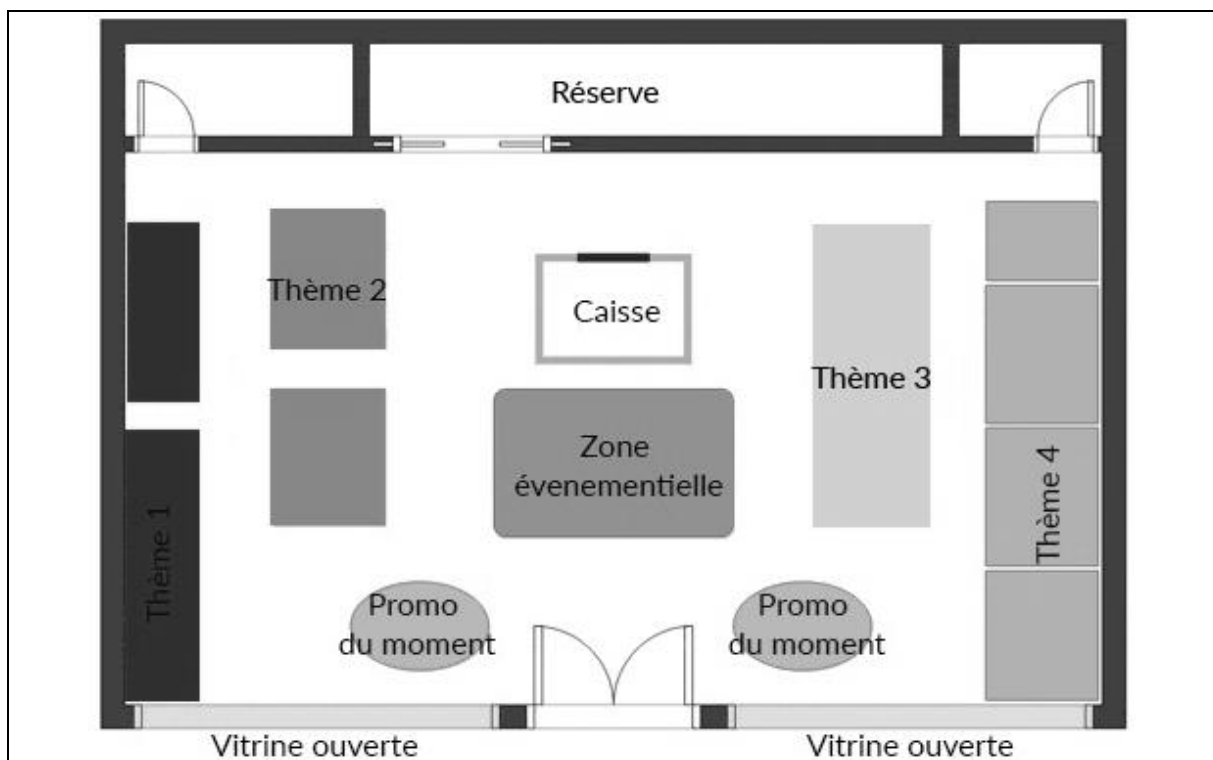 Réserve
Thème 2
Caisse
Thème 3
Zone
évenementielle
Thème 1
Thème 4
Promo
du moment
Promo
du moment
Vitrine ouverte
Vitrine ouverte